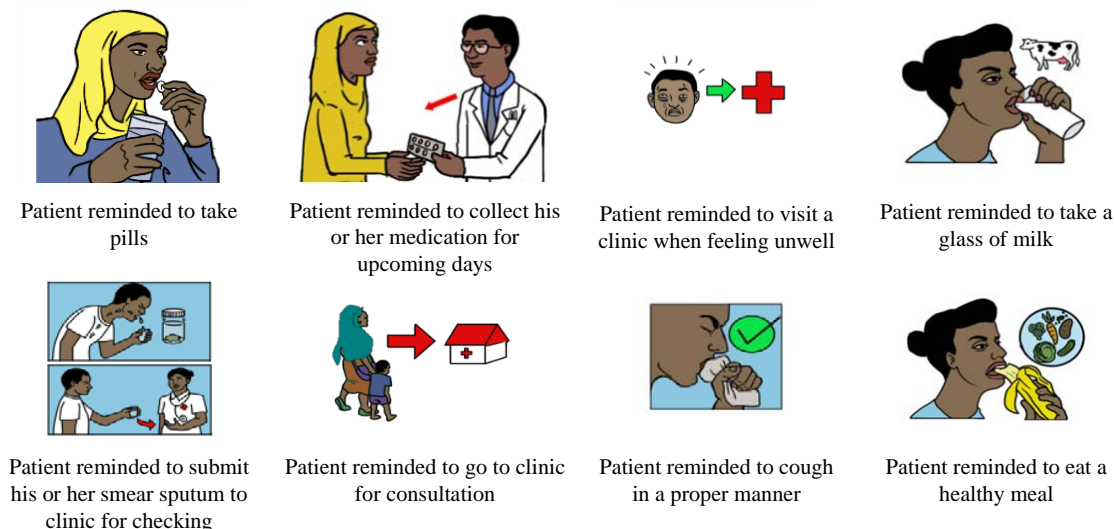 Patient reminded to take
pills
Patient reminded to collect his
or her medication for
upcoming days
Patient reminded to visit a
clinic when feeling unwell
Patient reminded to take a
glass of milk
Patient reminded to submit
his or her smear sputum to
clinic for checking
Patient reminded to go to clinic
for consultation
Patient reminded to cough
in a proper manner
Patient reminded to eat a
healthy meal